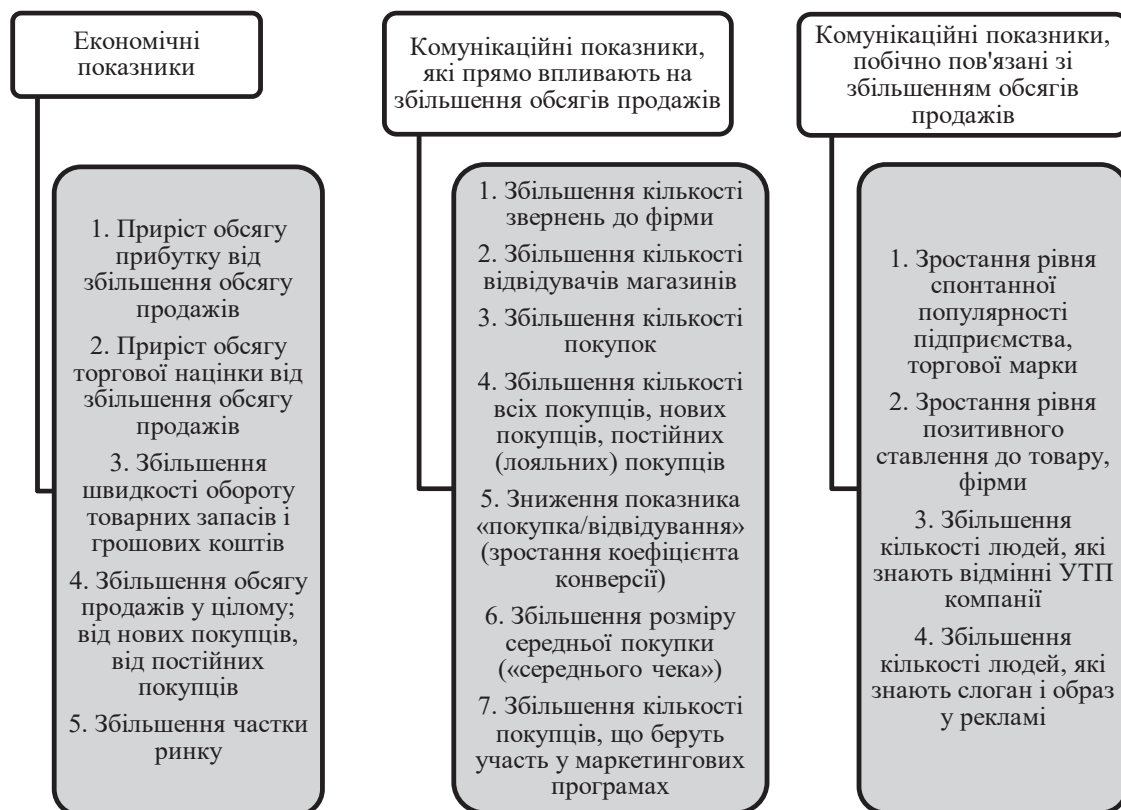 Економічні
показники
1. Приріст обсягу
прибутку від
збільшення обсягу
продажів
2. Приріст обсягу
торгової націнки від
збільшення обсягу
продажів
3. Збільшення
швидкості обороту
товарних запасів і
грошових коштів
4. Збільшення обсягу
продажів у цілому;
від нових покупців,
від постійних
покупців
5. Збільшення частки
ринку
Комунікаційні показники,
які прямо впливають на
збільшення обсягів продажів
1. Збільшення кількості
звернень до фірми
2. Збільшення кількості
відвідувачів магазинів
3. Збільшення кількості
покупок
4. Збільшення кількості
всіх покупців, нових
покупців, постійних
(лояльних) покупців
5. Зниження показника
«покупка/відвідування»
(зростання коефіцієнта
конверсії)
6. Збільшення розміру
середньої покупки
(«середнього чека»)
7. Збільшення кількості
покупців, що беруть
участь у маркетингових
програмах
Комунікаційні показники,
побічно пов'язані зі
збільшенням обсягів
продажів
1. Зростання рівня
спонтанної
популярності
підприємства,
торгової марки
2. Зростання рівня
позитивного
ставлення до товару,
фірми
3. Збільшення
кількості людей, які
знають відмінні УТП
компанії
4. Збільшення
кількості людей, які
знають слоган і образ
у рекламі